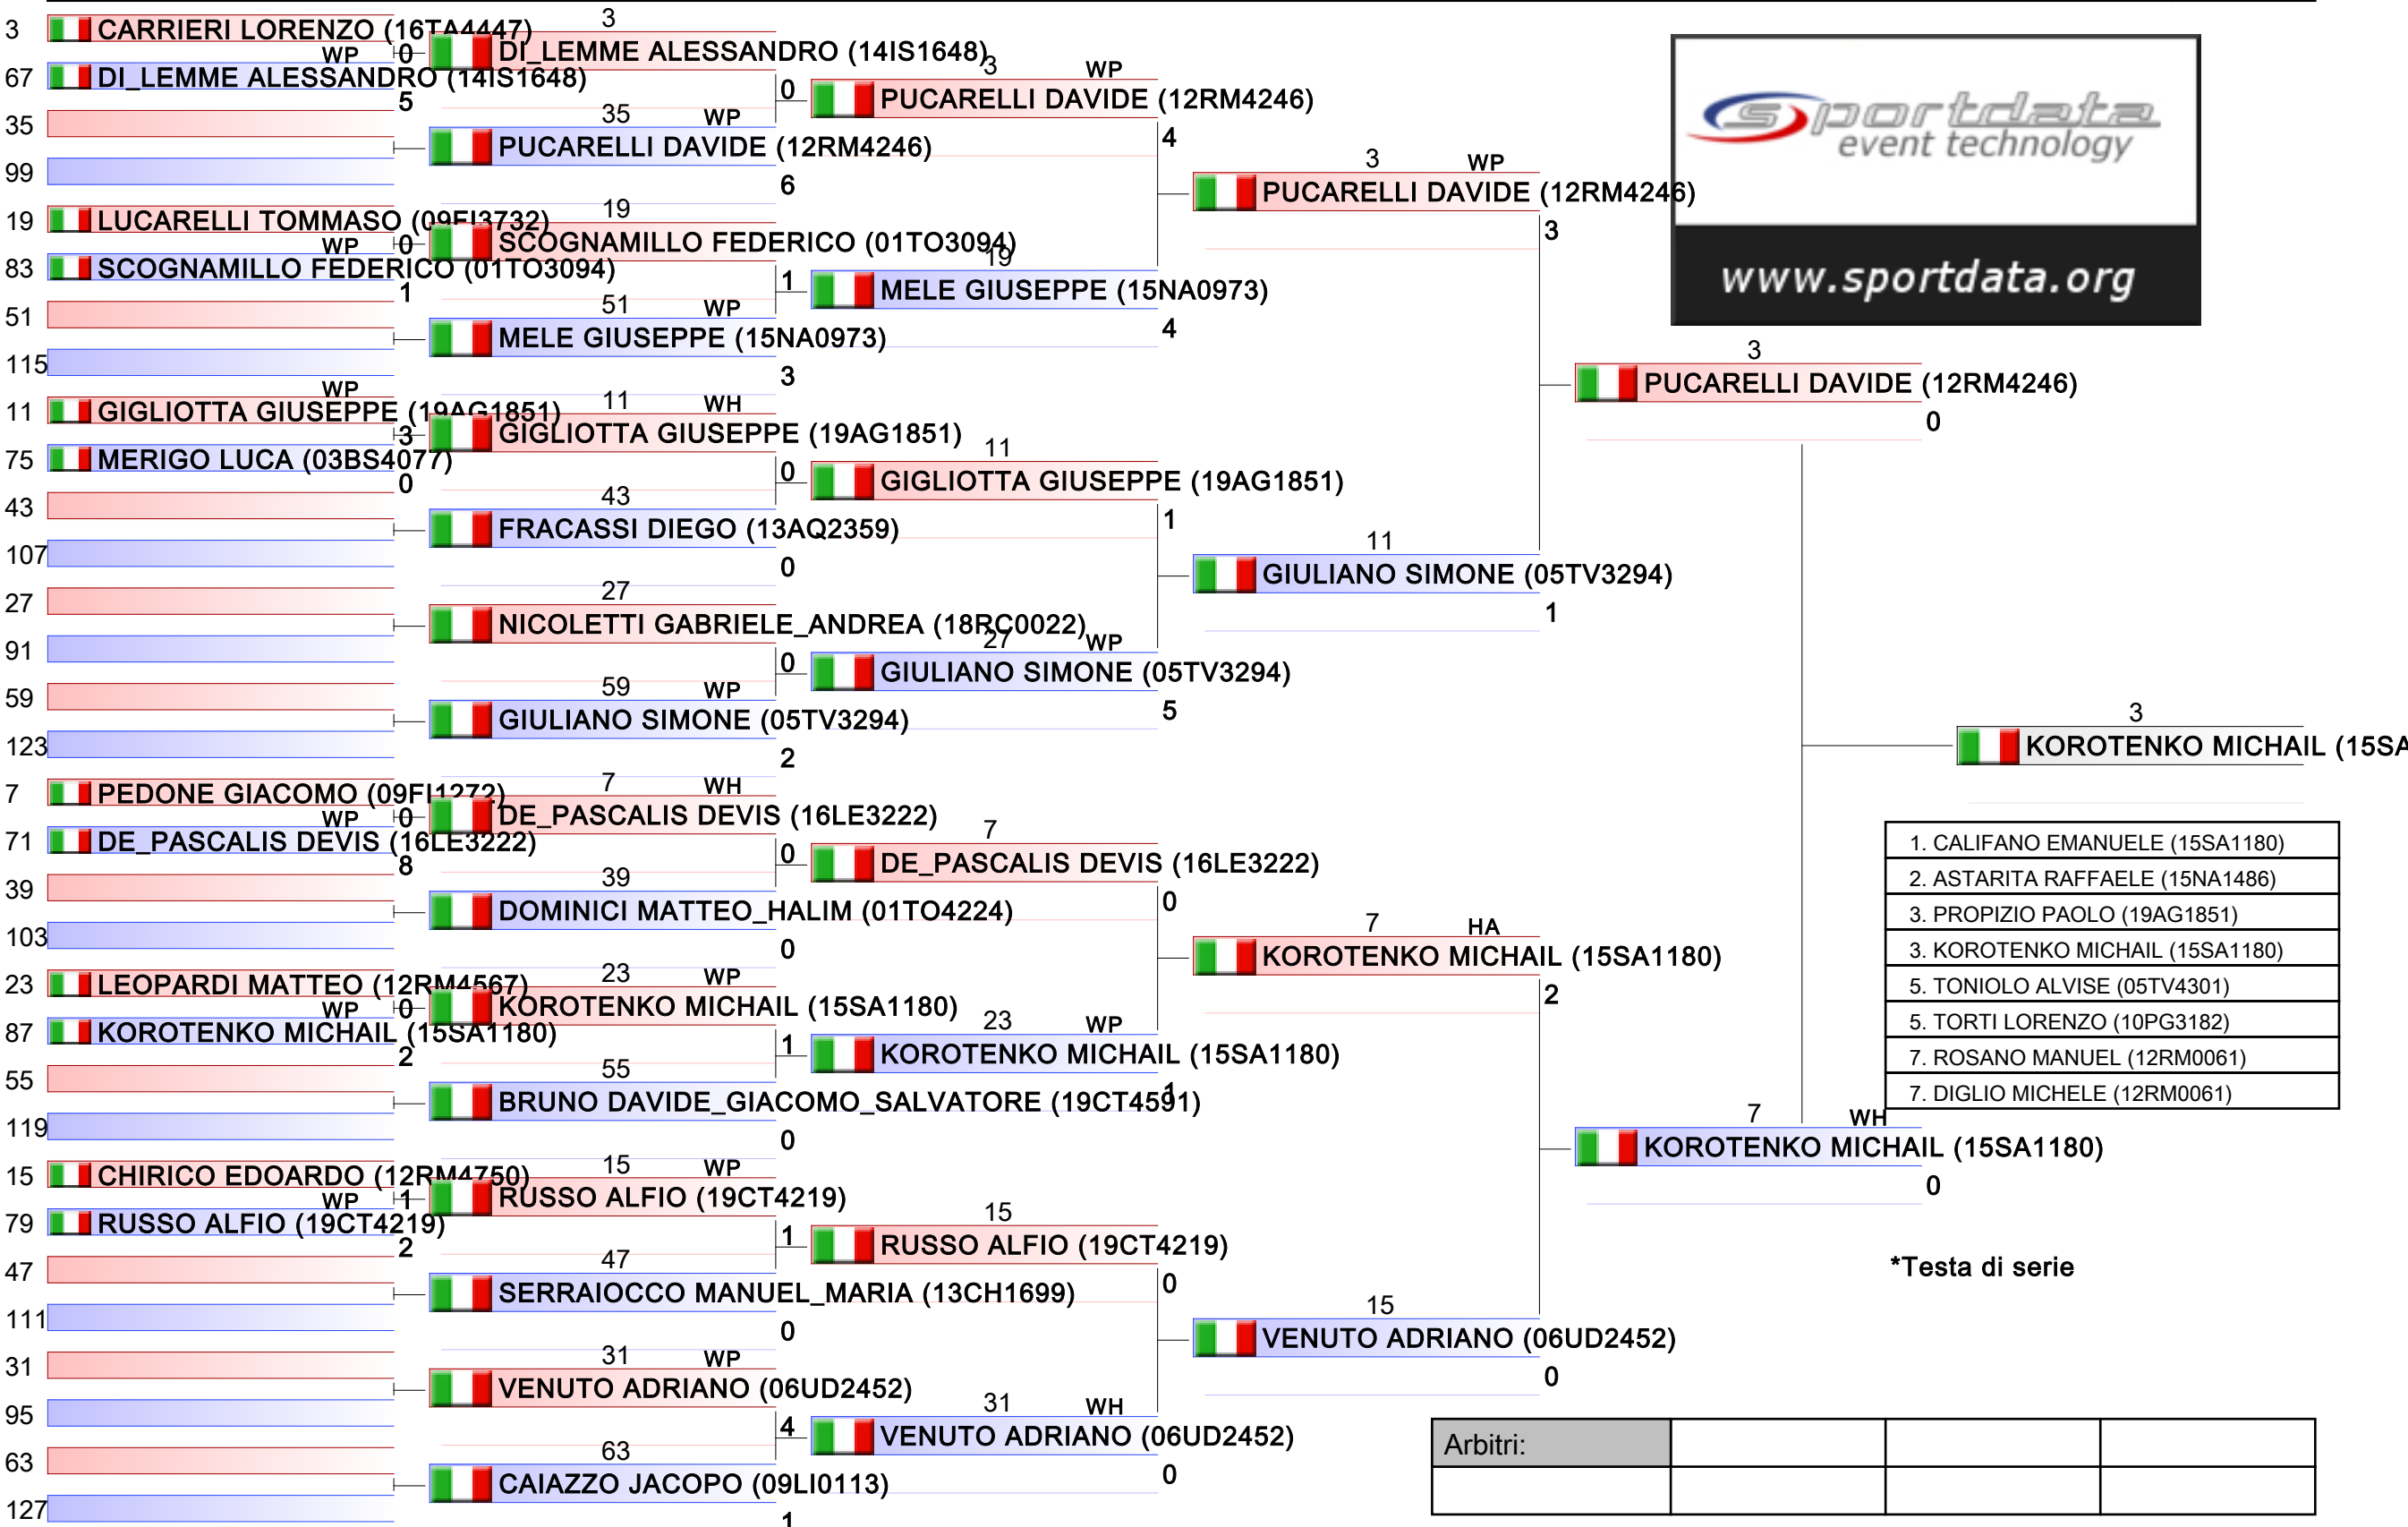 3 CARRIERI LORENZO (16TA4447)
WP 0
67 DI_LEMME ALESSANDRO (14IS1648)
5
35
99
19 LUCARELLI TOMMASO (09FI3732)
WP 0
83 SCOGNAMILLO FEDERICO (01TO3094)
1
51
115
WP
11 GIGLIOTTA GIUSEPPE (19AG1851)
3
75 MERIGO LUCA (03BS4077)
0
43
107
27
91
59
123
7 PEDONE GIACOMO (09FI1272)
WP 0
71 DE_PASCALIS DEVIS (16LE3222)
8
39
103
23 LEOPARDI MATTEO (12RM4567)
WP 0
87 KOROTENKO MICHAIL (15SA1180)
2
55
119
15 CHIRICO EDOARDO (12RM4750)
WP 1
79 RUSSO ALFIO (19CT4219)
2
47
111
31
95
63
127
3
DI_LEMME ALESSANDRO (14IS1648)
0
35 WP
PUCARELLI DAVIDE (12RM4246)
6
19
SCOGNAMILLO FEDERICO (01TO3094)
1
51 WP
MELE GIUSEPPE (15NA0973)
3
11 WH
GIGLIOTTA GIUSEPPE (19AG1851)
0
43
FRACASSI DIEGO (13AQ2359)
0
27
NICOLETTI GABRIELE_ANDREA (18RC0022)
0
59 WP
GIULIANO SIMONE (05TV3294)
2
7 WH
DE_PASCALIS DEVIS (16LE3222)
0
39
DOMINICI MATTEO_HALIM (01TO4224)
0
23 WP
KOROTENKO MICHAIL (15SA1180)
1
55
BRUNO DAVIDE_GIACOMO_SALVATORE (19CT4591)
0
15 WP
RUSSO ALFIO (19CT4219)
1
47
SERRAIOCCO MANUEL_MARIA (13CH1699)
0
31 WP
VENUTO ADRIANO (06UD2452)
4
63
CAIAZZO JACOPO (09LI0113)
1
3 WP
PUCARELLI DAVIDE (12RM4246)
4
19
MELE GIUSEPPE (15NA0973)
4
11
GIGLIOTTA GIUSEPPE (19AG1851)
1
27 WP
GIULIANO SIMONE (05TV3294)
5
7
DE_PASCALIS DEVIS (16LE3222)
0
23 WP
KOROTENKO MICHAIL (15SA1180)
1
15
RUSSO ALFIO (19CT4219)
0
31 WH
VENUTO ADRIANO (06UD2452)
0
3 WP
PUCARELLI DAVIDE (12RM4246)
3
11
GIULIANO SIMONE (05TV3294)
1
7 HA
KOROTENKO MICHAIL (15SA1180)
2
15
VENUTO ADRIANO (06UD2452)
0
sportdata
event technology
www.sportdata.org
3
PUCARELLI DAVIDE (12RM4246)
0
7 WH
KOROTENKO MICHAIL (15SA1180)
0
3
KOROTENKO MICHAIL (15SA
1. CALIFANO EMANUELE (15SA1180)
2. ASTARITA RAFFAELE (15NA1486)
3. PROPIZIO PAOLO (19AG1851)
3. KOROTENKO MICHAIL (15SA1180)
5. TONIOLO ALVISE (05TV4301)
5. TORTI LORENZO (10PG3182)
7. ROSANO MANUEL (12RM0061)
7. DIGLIO MICHELE (12RM0061)
*Testa di serie
Arbitri: